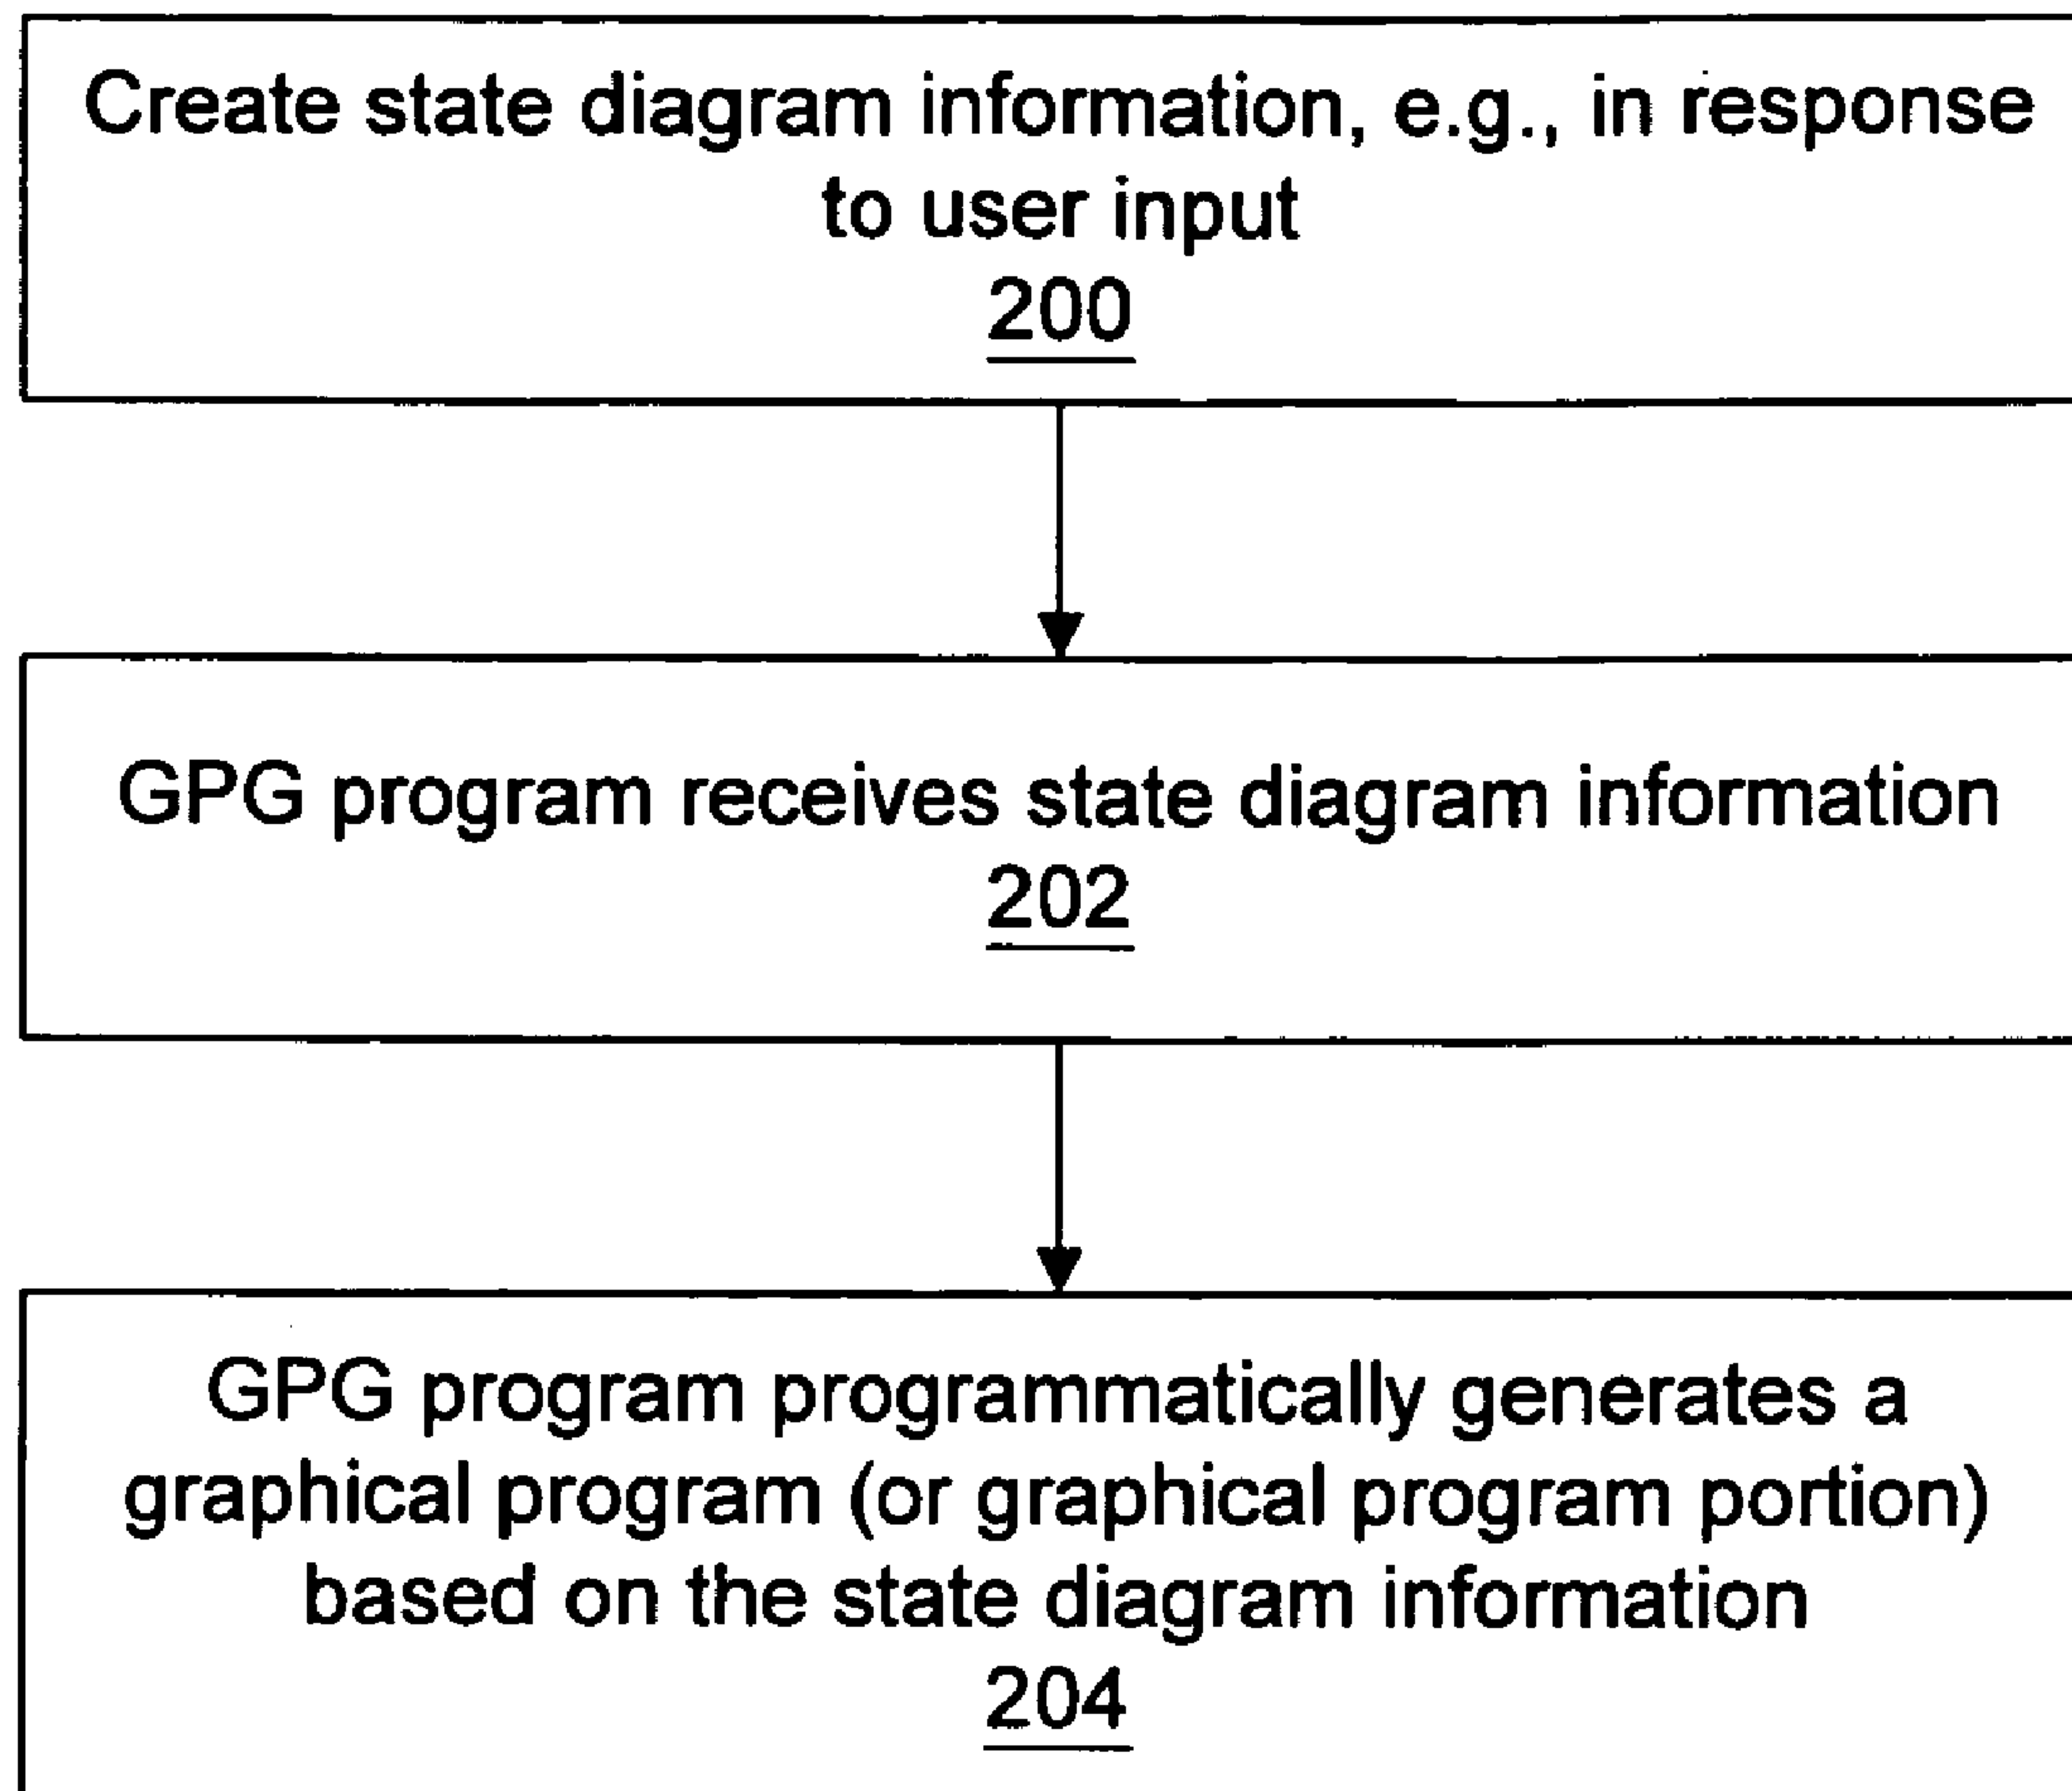 Create state diagram information, e.g., in response
to user input
200
GPG program receives state diagram information
202
GPG program programmatically generates a
graphical program (or graphical program portion)
based on the state diagram information
204